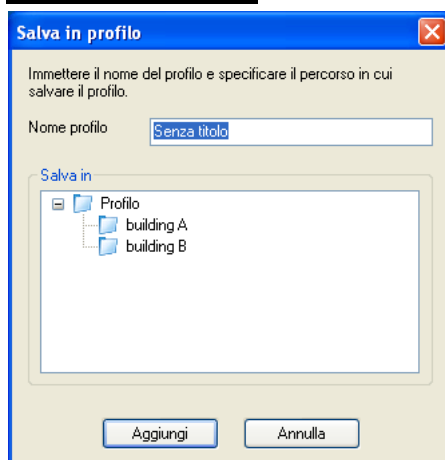 Salva in profilo
Immettere il nome del profilo e specificare il percorso in cui
salvare il profilo.
Nome profilo
Senza titolo
Salva in
Profilo
building A
building B
Aggiungi
Annulla